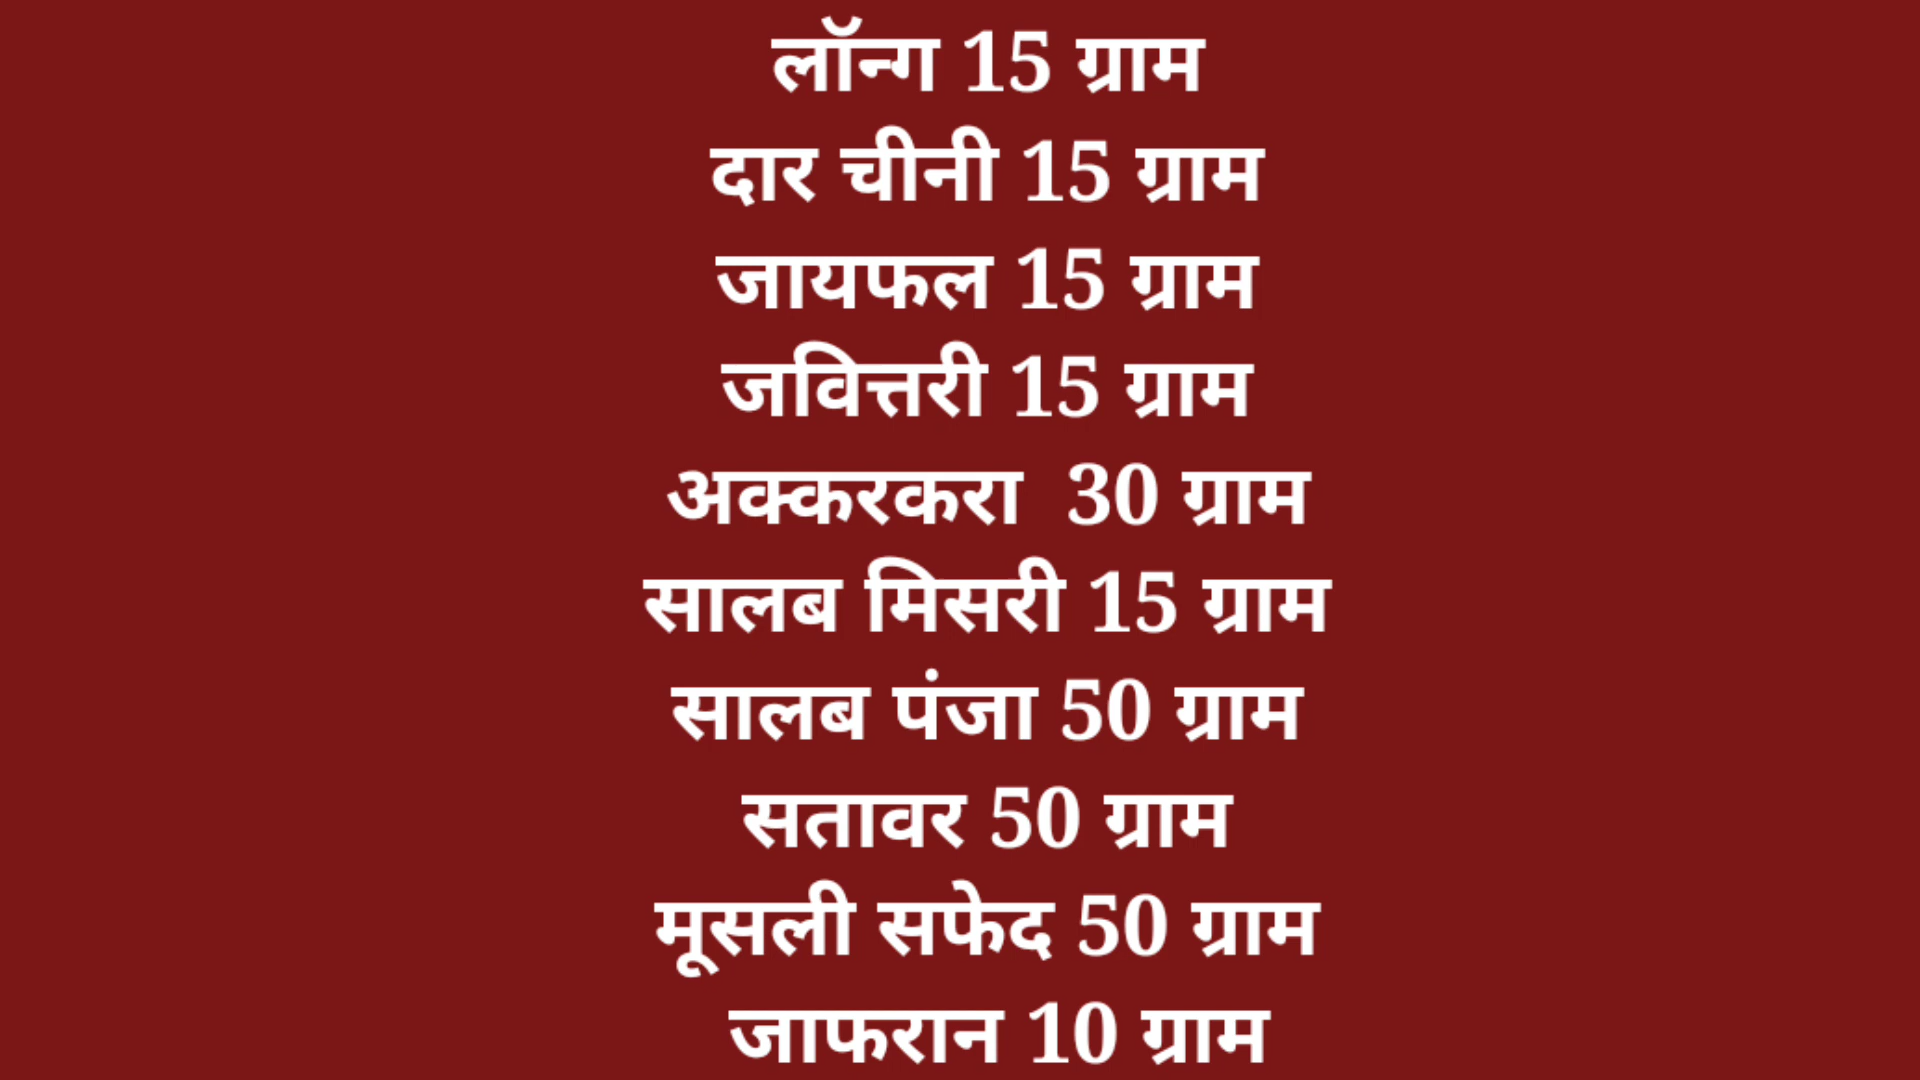 लॉन्ग 15 ग्राम
दार चीनी 15 ग्राम
जायफल 15 ग्राम
जवित्तरी 15 ग्राम
अक्करकरा 30 ग्राम
सालब मिसरी 15 ग्राम
सालब पंजा 50 ग्राम
सतावर 50 ग्राम
मूसली सफेद 50 ग्राम
जाफरान 10 ग्राम